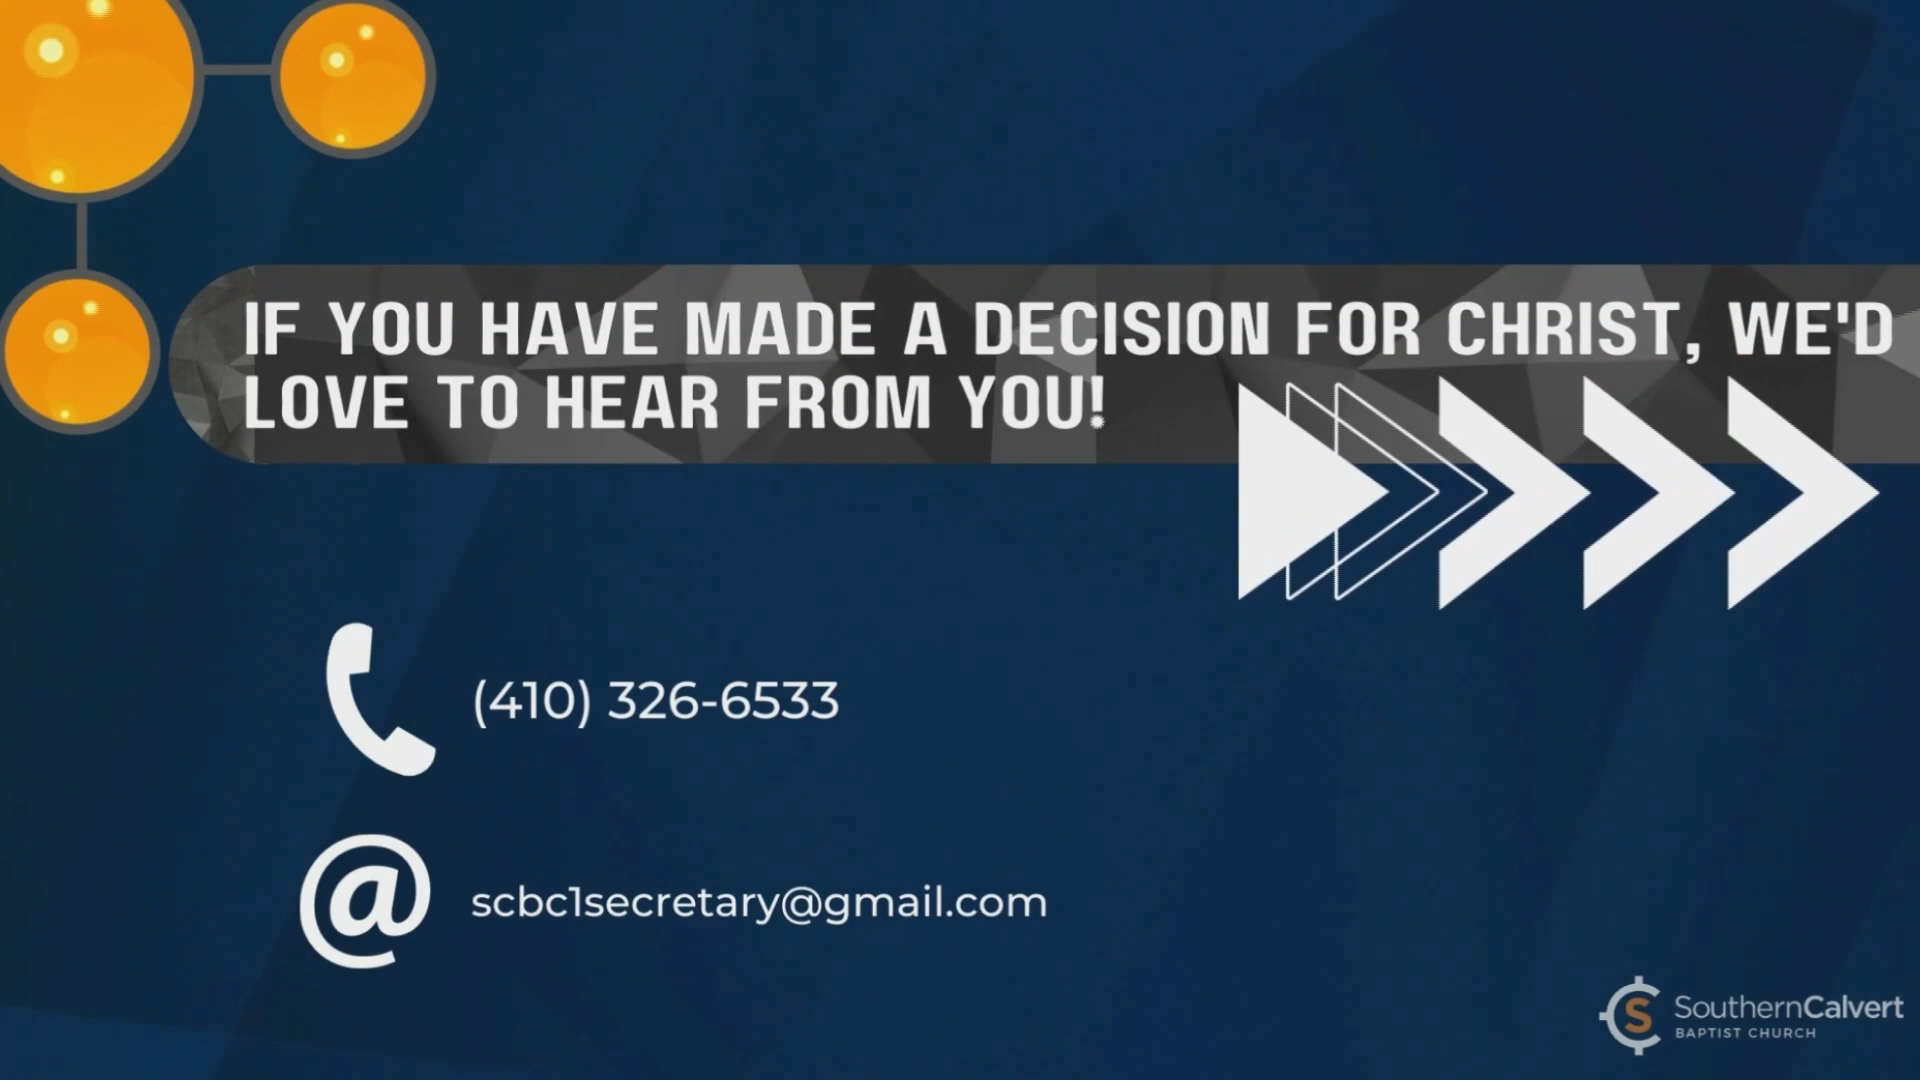 IF YOU HAVE MADE A DECISION FOR CHRIST, WE'D
LOVE TO HEAR FROM YOU!
(410) 326-6533
@
scbc1secretary@gmail.com
SouthernCalvert
BAPTIST CHURCH